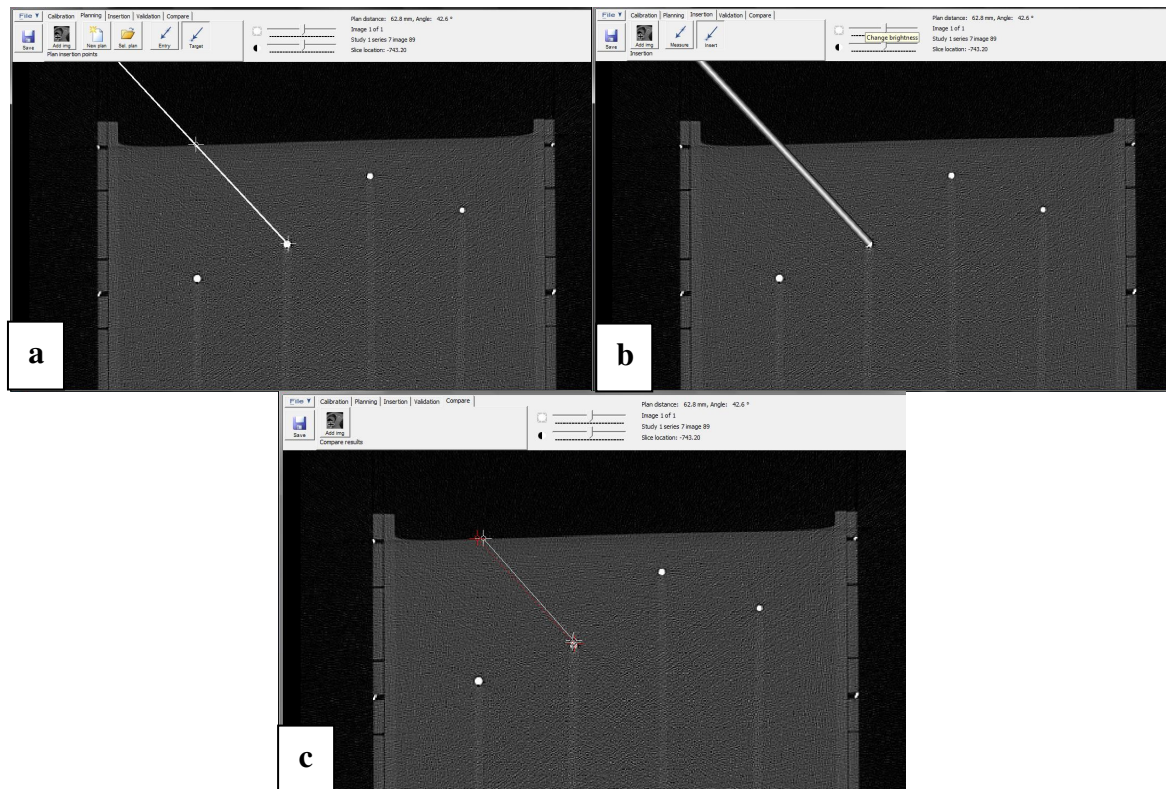 File ▼ Calibration Planning Insertion Validation Compare
Save
Add img
New plan
Sel. plan
Entry
Target
Plan insertion points
Plan distance: 62.8 mm, Angle: 42.6 °
Image 1 of 1
Study 1 series 7 image 89
Slice location: -743.20
a
File ▼ Calibration Planning Insertion Validation Compare
Save
Add img
Measure
Insert
Insertion
Change brightness
Plan distance: 62.8 mm, Angle: 42.6 °
Image 1 of 1
Study 1 series 7 image 89
Slice location: -743.20
b
File ▼ Calibration Planning Insertion Validation Compare
Save
Add img
Compare results
Plan distance: 62.8 mm, Angle: 42.6 °
Image 1 of 1
Study 1 series 7 image 89
Slice location: -743.20
c